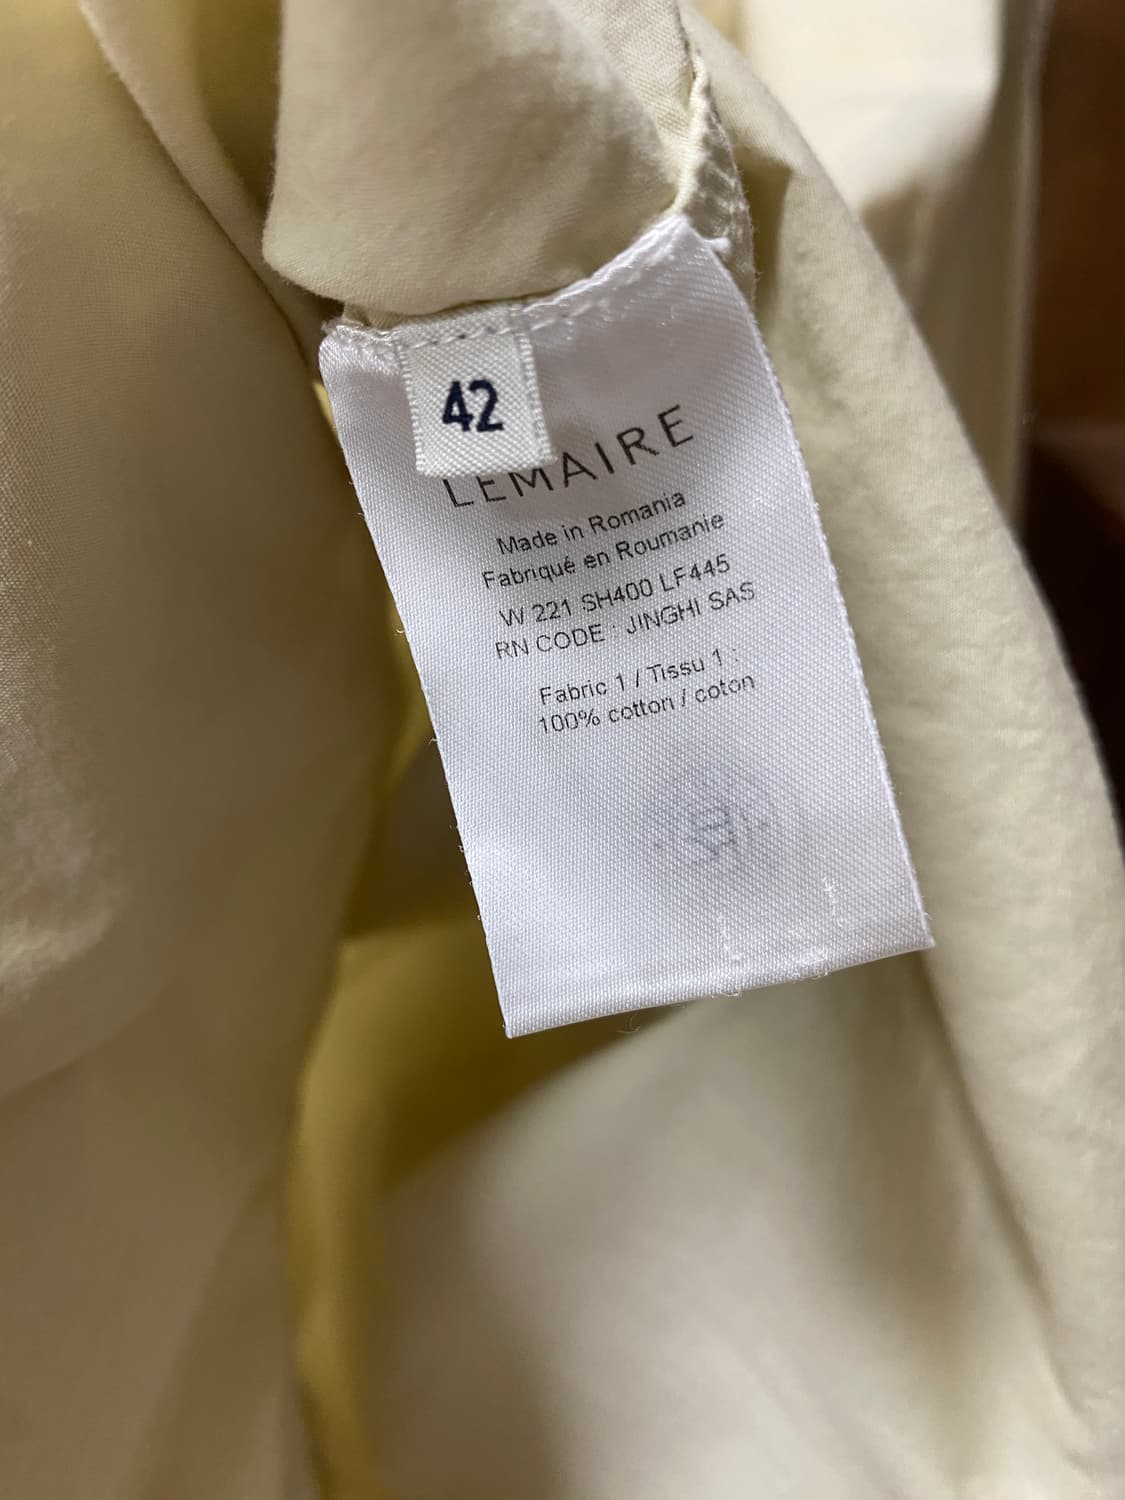 42
LEMAIRE
Made in Romania
Fabriqué en Roumanie
W 221 SH400 LF445
RN CODE : JINGHI SAS
Fabric 1 / Tissu 1 :
100% cotton / coton